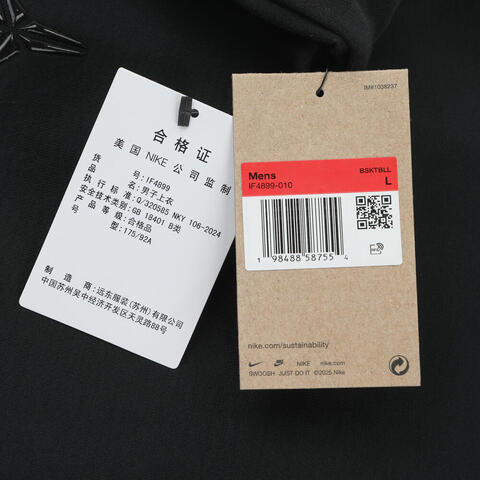 合格证
美国 NIKE 公司监制
货号: IF4899
品名: 男子上衣
执行标准: Q/320585 NKY 106-2024
安全技术类别: GB 18401 B类
产品等级: 合格品
号型: 175/92A
制造商: 远东服装(苏州)有限公司
中国苏州吴中经济开发区天灵路88号
IM#1038237
Mens BSKTBLL
IF4899-010 L
1 98488 58755 4
RFID
nike.com/sustainability
NIKE nike.com
SWOOSH JUST DO IT ©2025 Nike